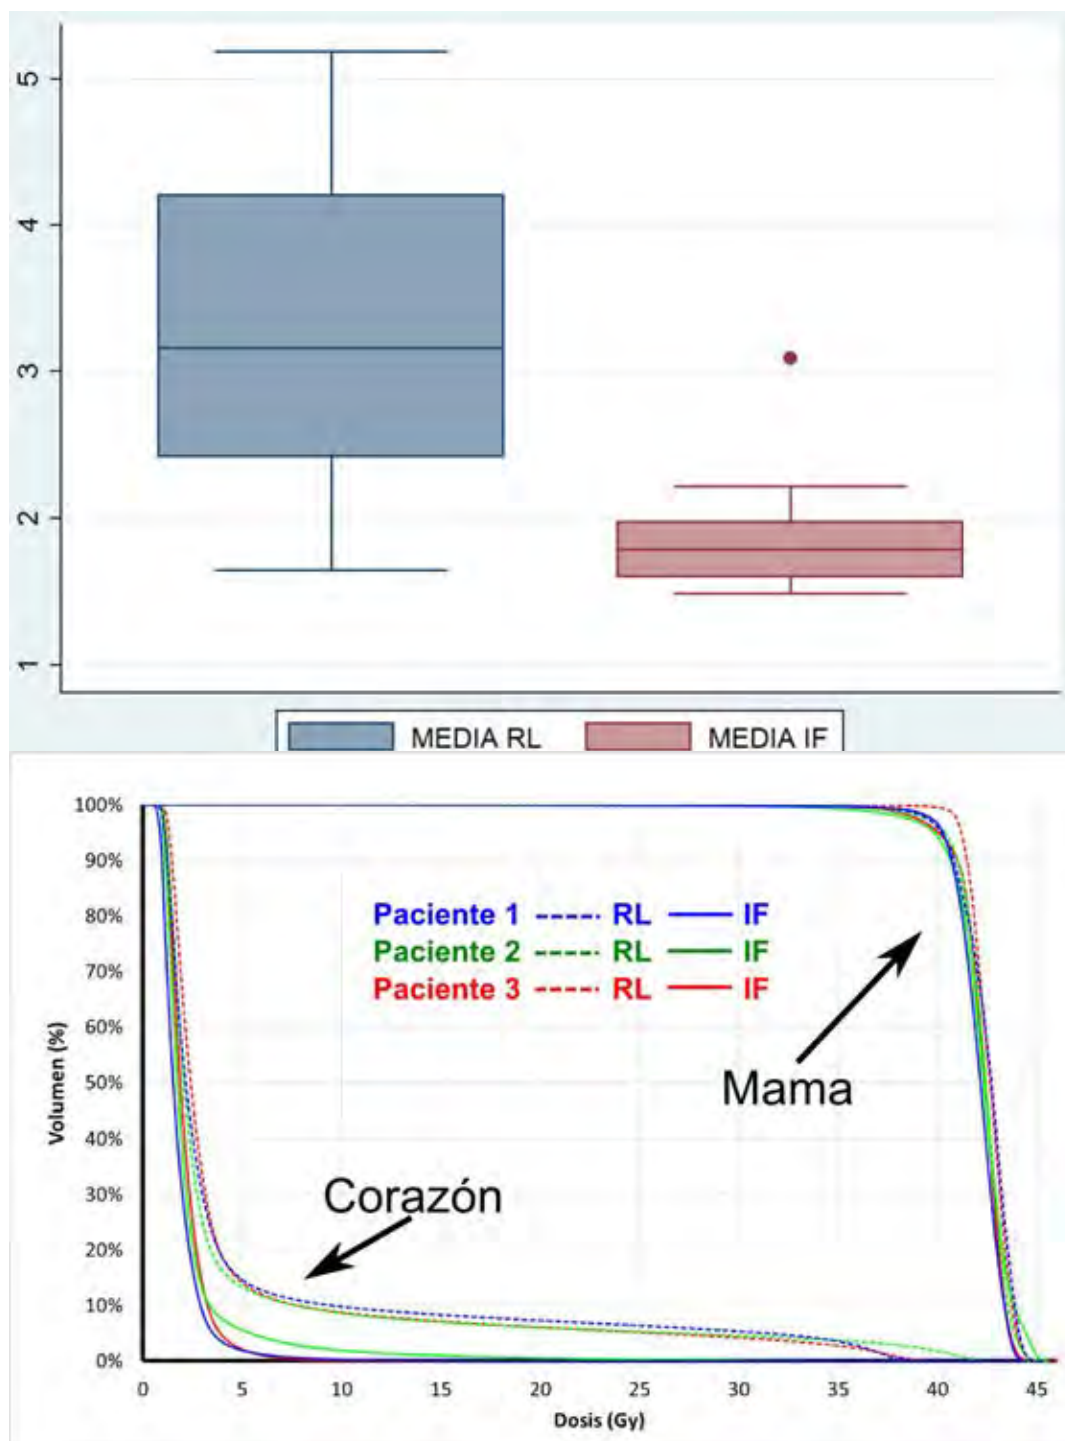 5
4
3
2
1
MEDIA RL MEDIA IF
100%
90%
80%
70%
60%
50%
40%
30%
20%
10%
0%
Volumen (%)
Paciente 1 RL IF
Paciente 2 RL IF
Paciente 3 RL IF
Mama
Corazón
0 5 10 15 20 25 30 35 40 45
Dosis (Gy)